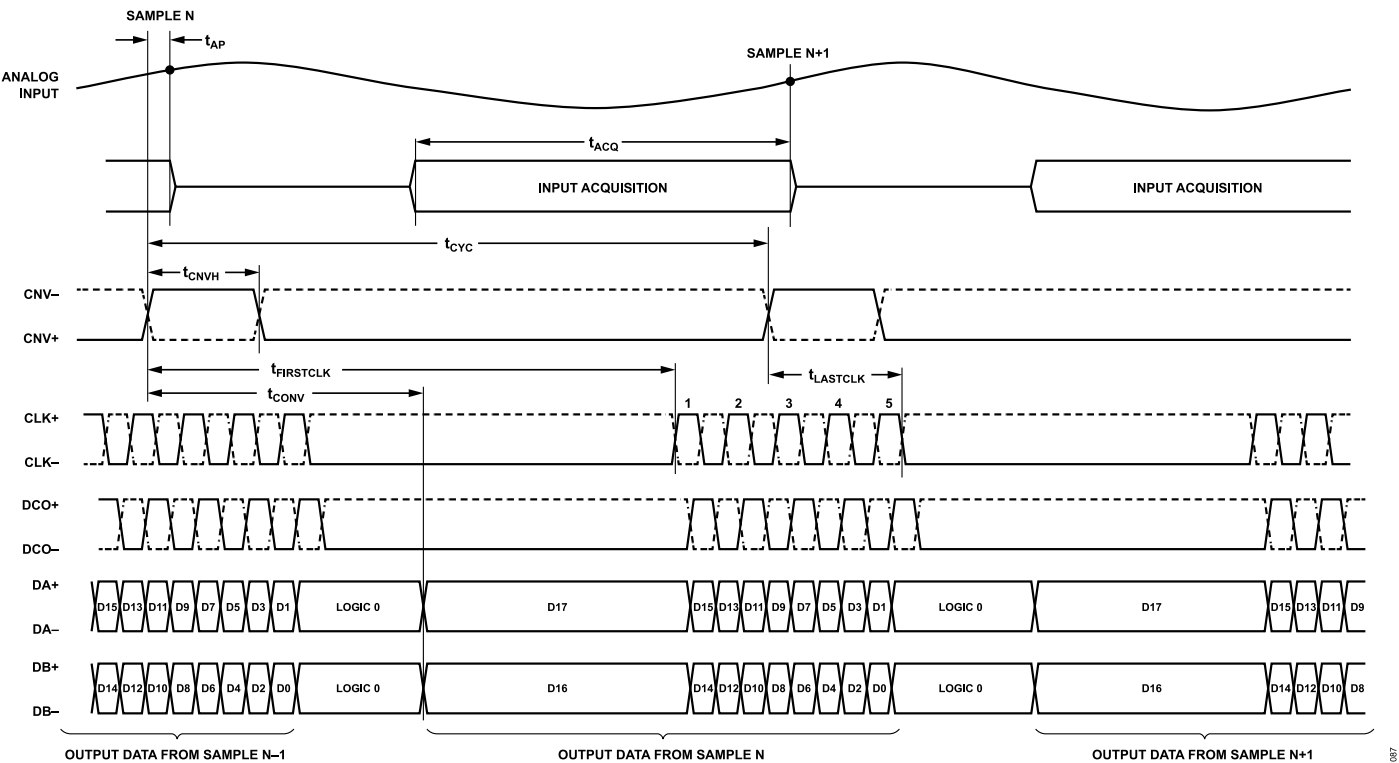 SAMPLE N
tAP
SAMPLE N+1
ANALOG
INPUT
tACQ
INPUT ACQUISITION
INPUT ACQUISITION
tCYC
tCNVH
CNV–
CNV+
tFIRSTCLK
tLASTCLK
tCONV
CLK+
1 2 3 4 5
CLK–
DCO+
DCO–
DA+
D15 D13 D11 D9 D7 D5 D3 D1 LOGIC 0 D17 D15 D13 D11 D9 D7 D5 D3 D1 LOGIC 0 D17 D15 D13 D11 D9
DA–
DB+
D14 D12 D10 D8 D6 D4 D2 D0 LOGIC 0 D16 D14 D12 D10 D8 D6 D4 D2 D0 LOGIC 0 D16 D14 D12 D10 D8
DB–
OUTPUT DATA FROM SAMPLE N–1
OUTPUT DATA FROM SAMPLE N
OUTPUT DATA FROM SAMPLE N+1
087